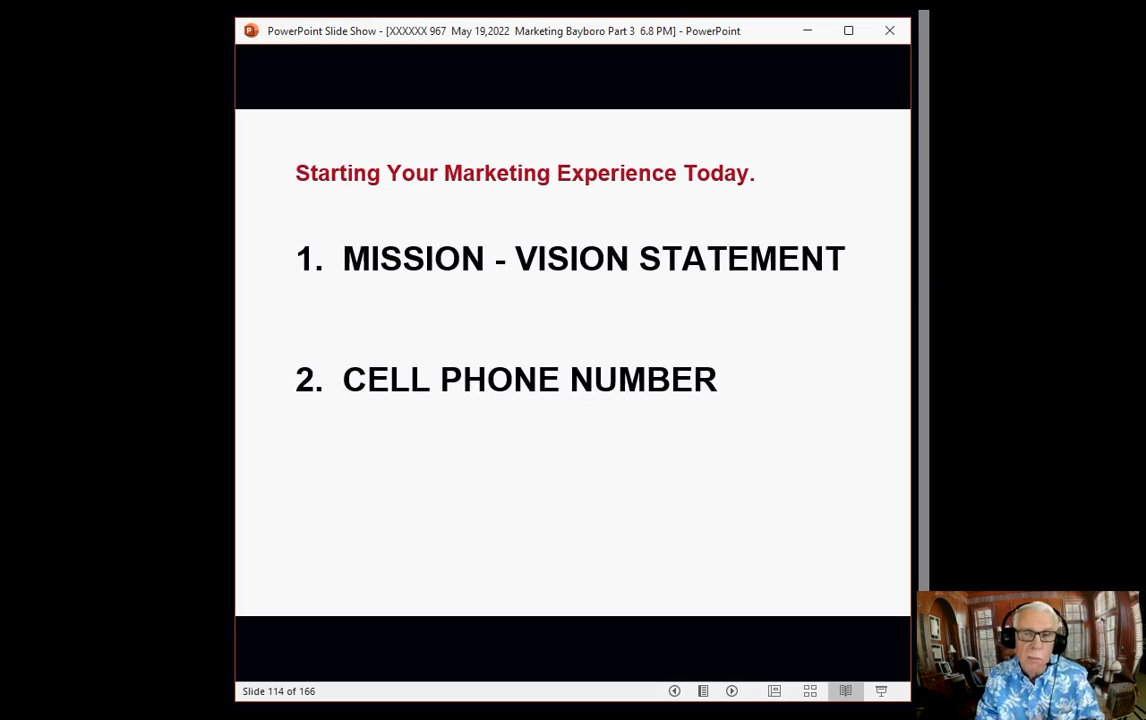 PowerPoint Slide Show - [XXXXXX 967 May 19,2022 Marketing Bayboro Part 3 6.8 PM] - PowerPoint
Starting Your Marketing Experience Today.
1. MISSION - VISION STATEMENT
2. CELL PHONE NUMBER
Slide 114 of 166